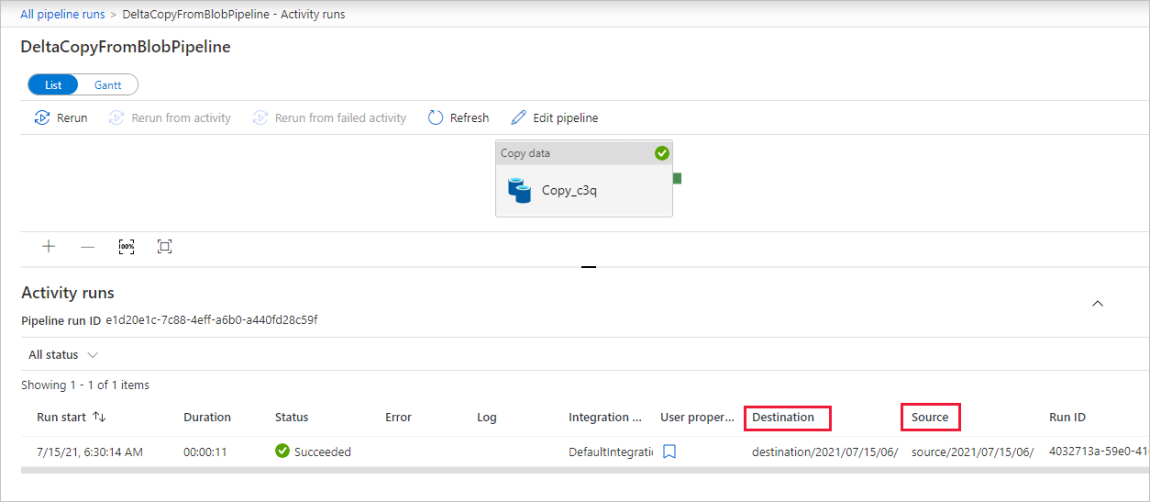 All pipeline runs > DeltaCopyFromBlobPipeline - Activity runs
DeltaCopyFromBlobPipeline
List Gantt
Rerun Rerun from activity Rerun from failed activity Refresh Edit pipeline
Copy data
Copy_c3q
100%
Activity runs
Pipeline run ID e1d20e1c-7c88-4eff-a6b0-a440fd28c59f
All status
Showing 1 - 1 of 1 items
Run start Duration Status Error Log Integration ... User proper... Destination Source Run ID
7/15/21, 6:30:14 AM 00:00:11 Succeeded DefaultIntegratio destination/2021/07/15/06/ source/2021/07/15/06/ 4032713a-59e0-41